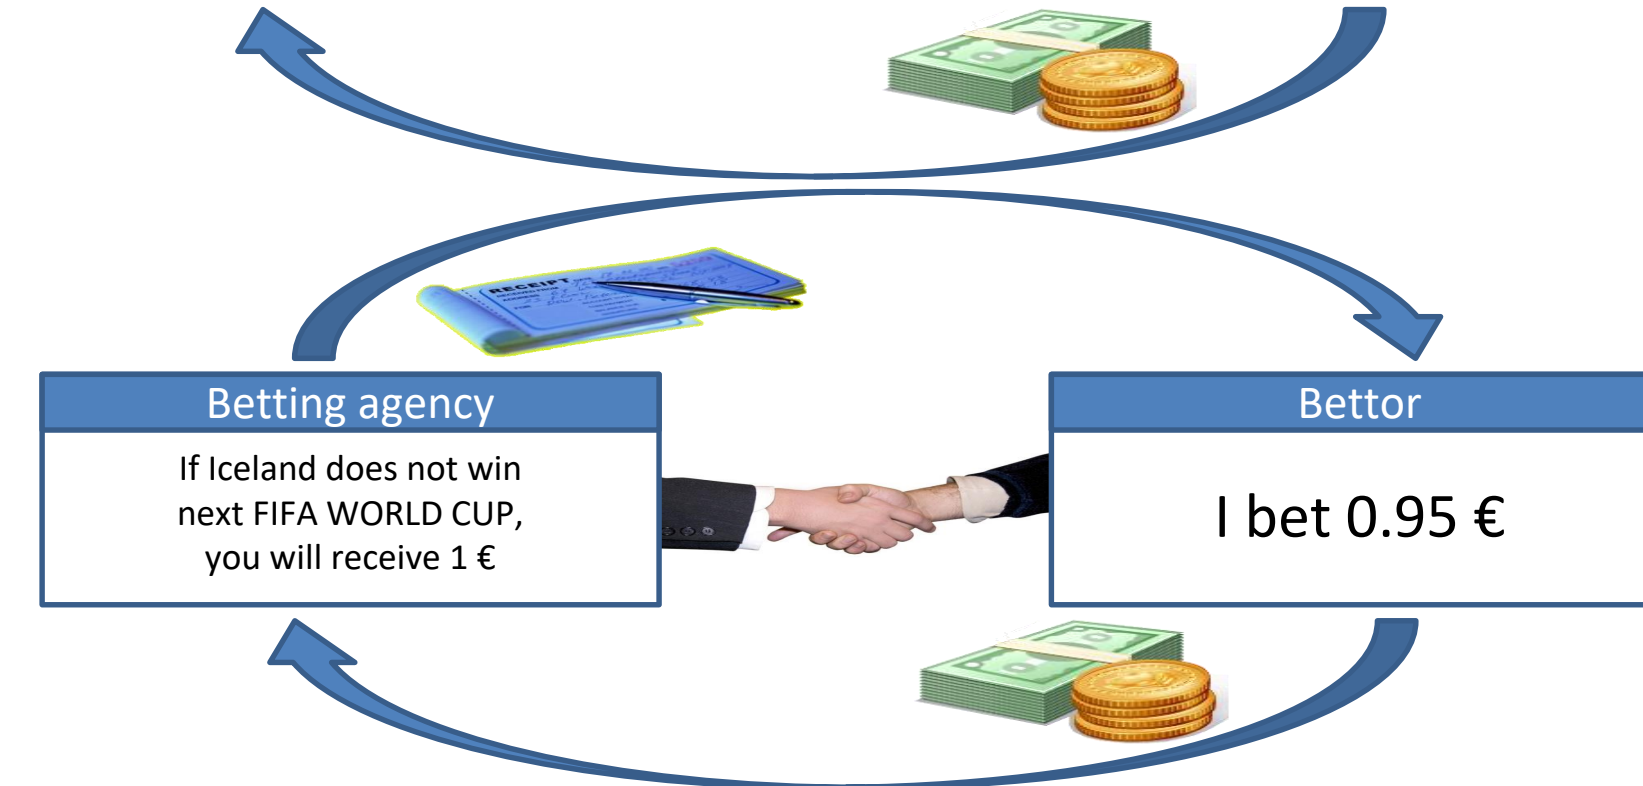 RECEIPT
Betting agency
If Iceland does not win
next FIFA WORLD CUP,
you will receive 1 €
Bettor
I bet 0.95 €